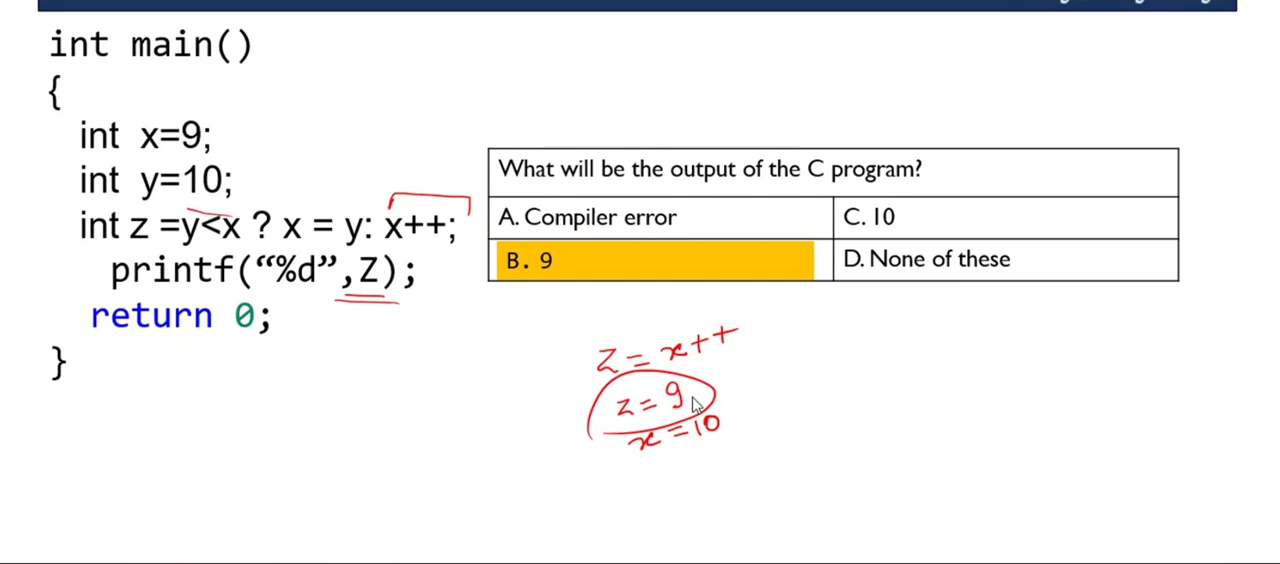 int main()
{
int x=9;
int y=10;
int z =y<x ? x = y: x++;
printf(“%d”,Z);
return 0;
}
What will be the output of the C program?
A. Compiler error
C. 10
B. 9
D. None of these
z = x++
z = 9
x = 10